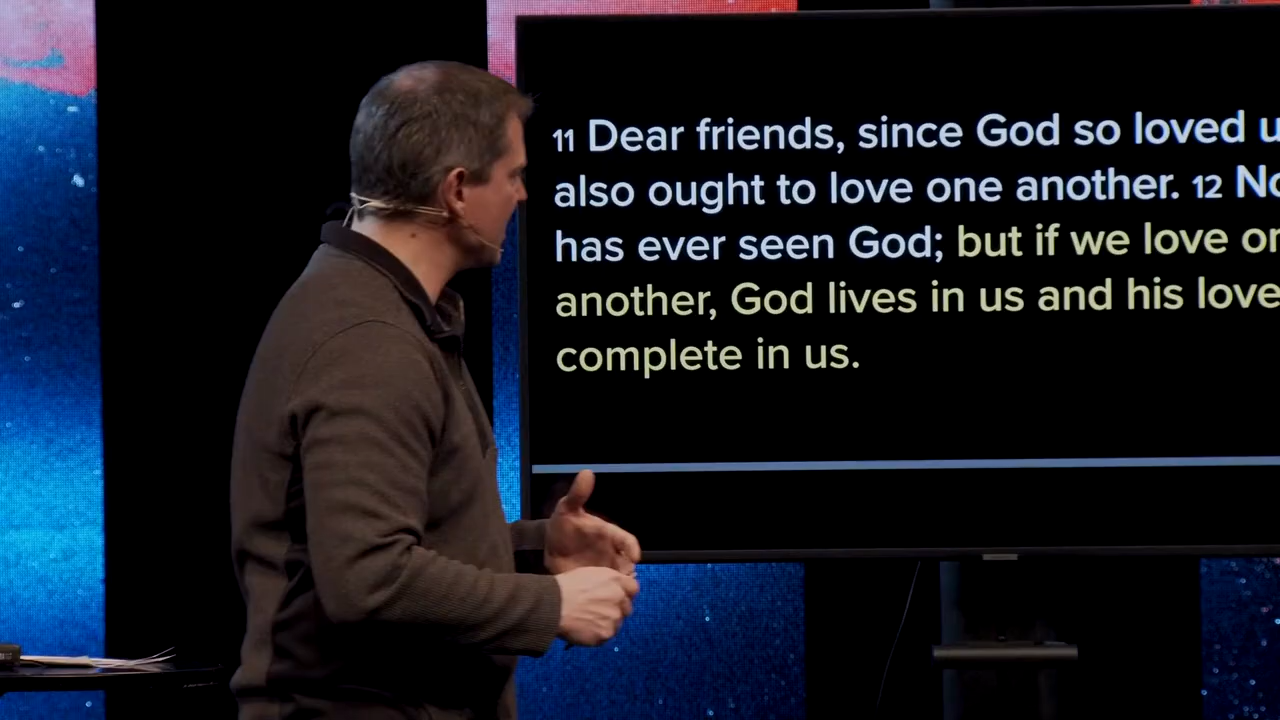 11 Dear friends, since God so loved
also ought to love one another. 12
has ever seen God; but if we love
another, God lives in us and his love
complete in us.